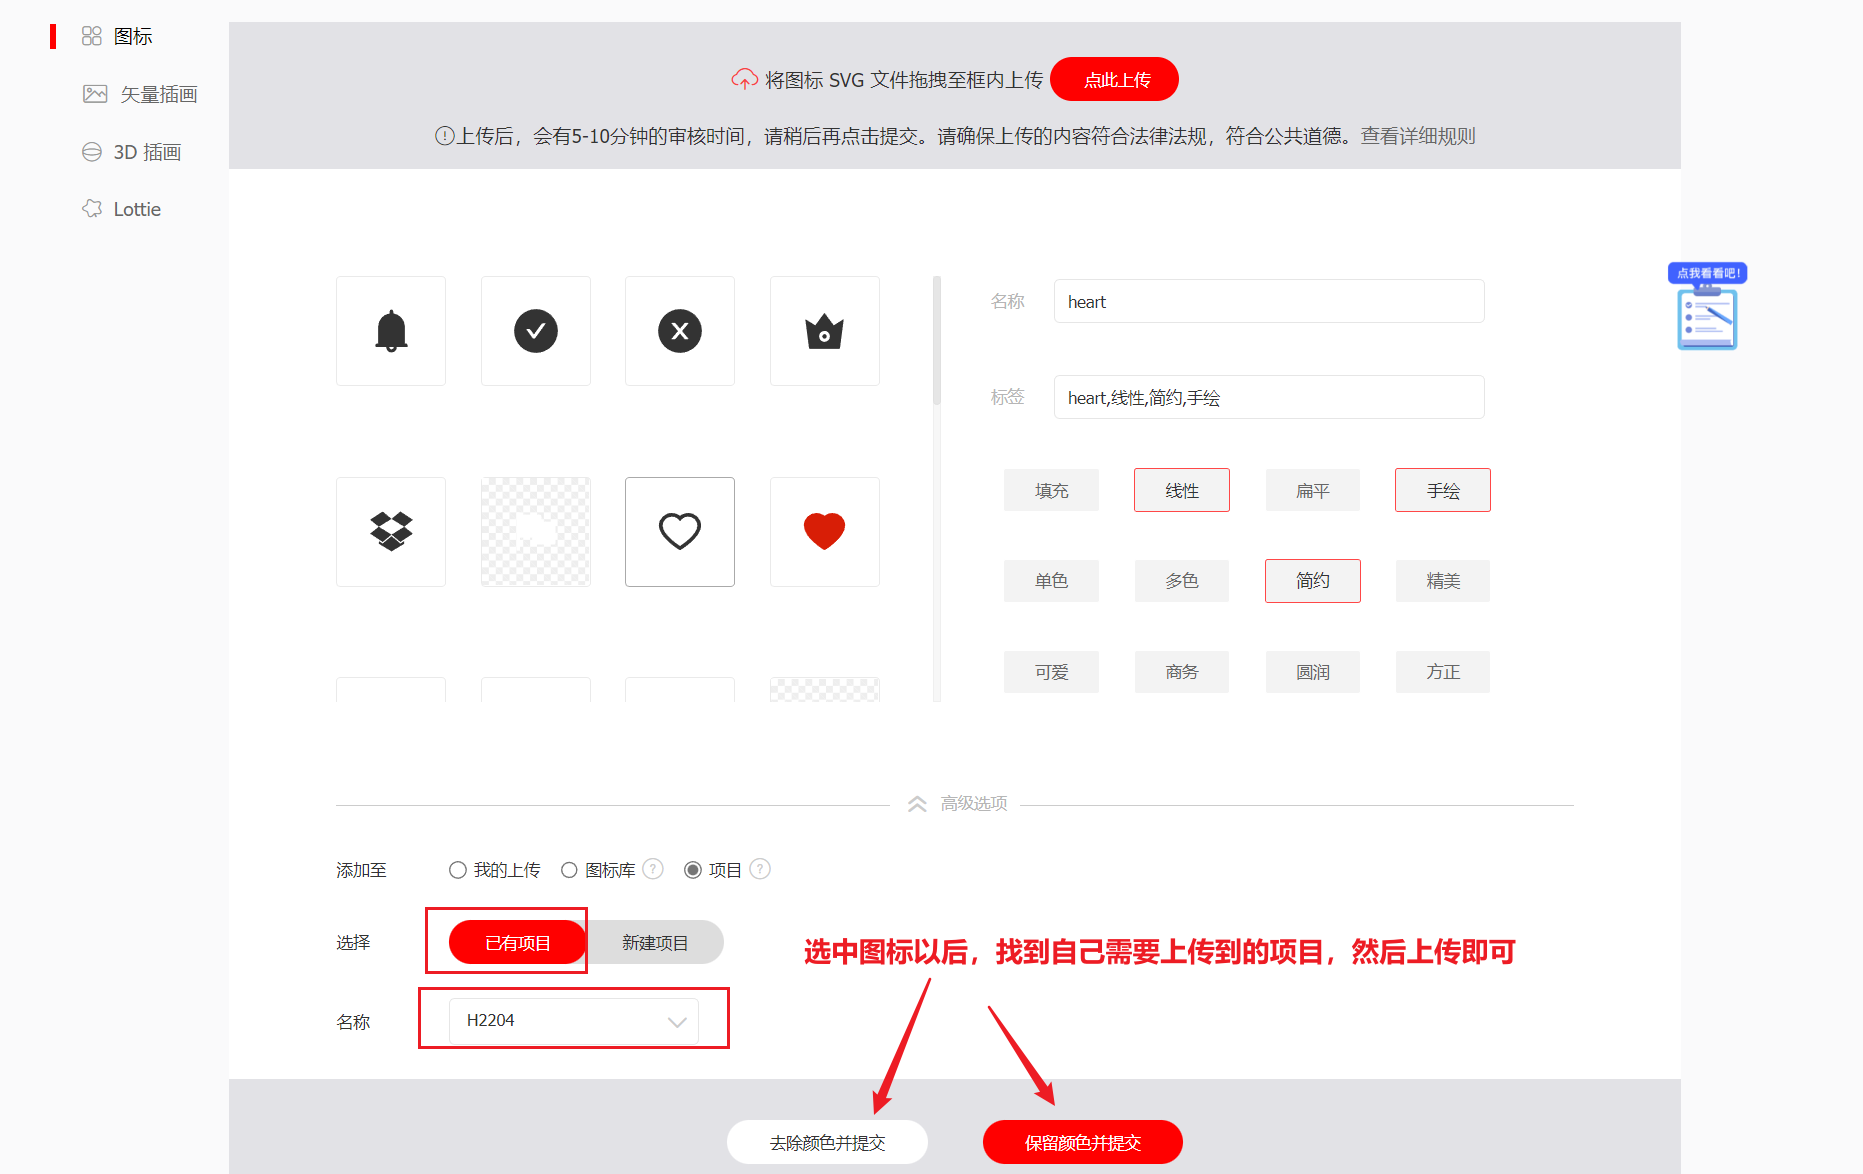 图标
矢量插画
3D 插画
Lottie
将图标 SVG 文件拖拽至框内上传 点此上传
上传后，会有5-10分钟的审核时间，请稍后再点击提交。请确保上传的内容符合法律法规，符合公共道德。查看详细规则
点我看看吧!
名称 heart
标签 heart,线性,简约,手绘
填充 线性 扁平 手绘
单色 多色 简约 精美
可爱 商务 圆润 方正
高级选项
添加至 我的上传 图标库 ? 项目 ?
选择 已有项目 新建项目
选中图标以后，找到自己需要上传到的项目，然后上传即可
名称 H2204
去除颜色并提交 保留颜色并提交